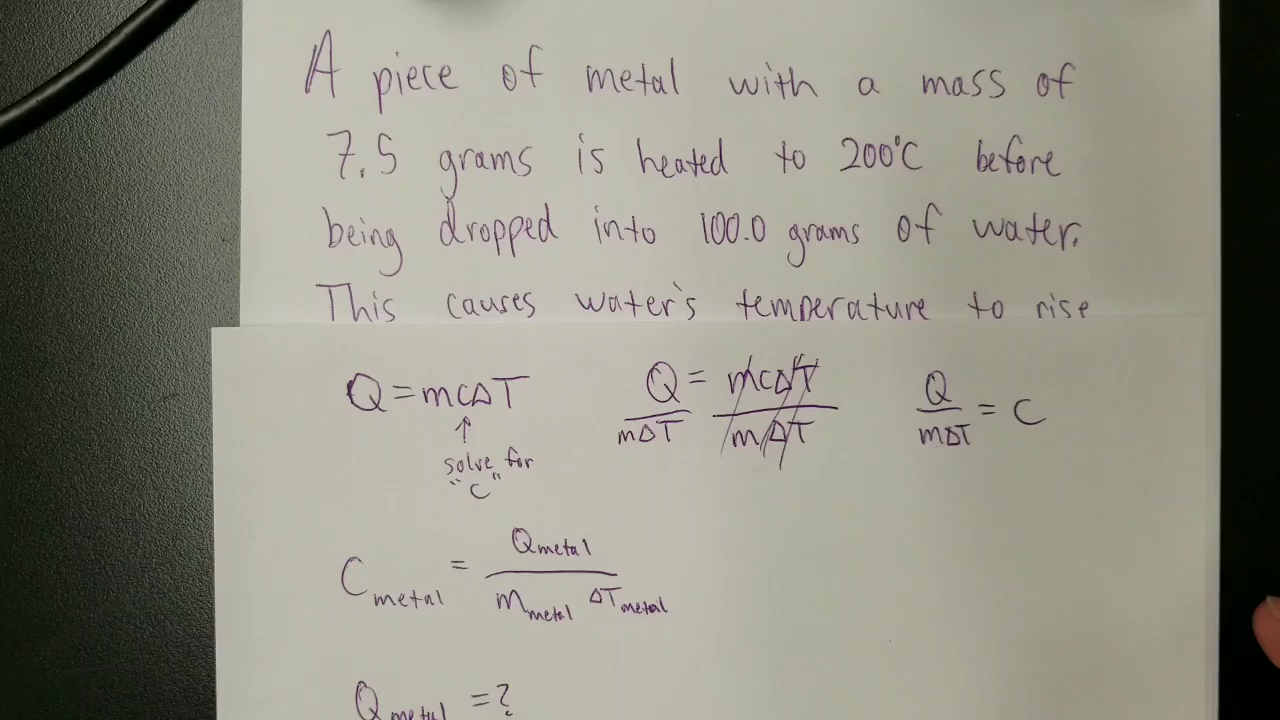 A piece of metal with a mass of
7.5 grams is heated to 200°C before
being dropped into 100.0 grams of water.
This causes water's temperature to rise
Q = mcΔT
↑
solve for
"C"
Q/mΔT = mcΔT/mΔT
Q/mΔT = C
C metal = Q metal / m metal ΔT metal
Q metal = ?